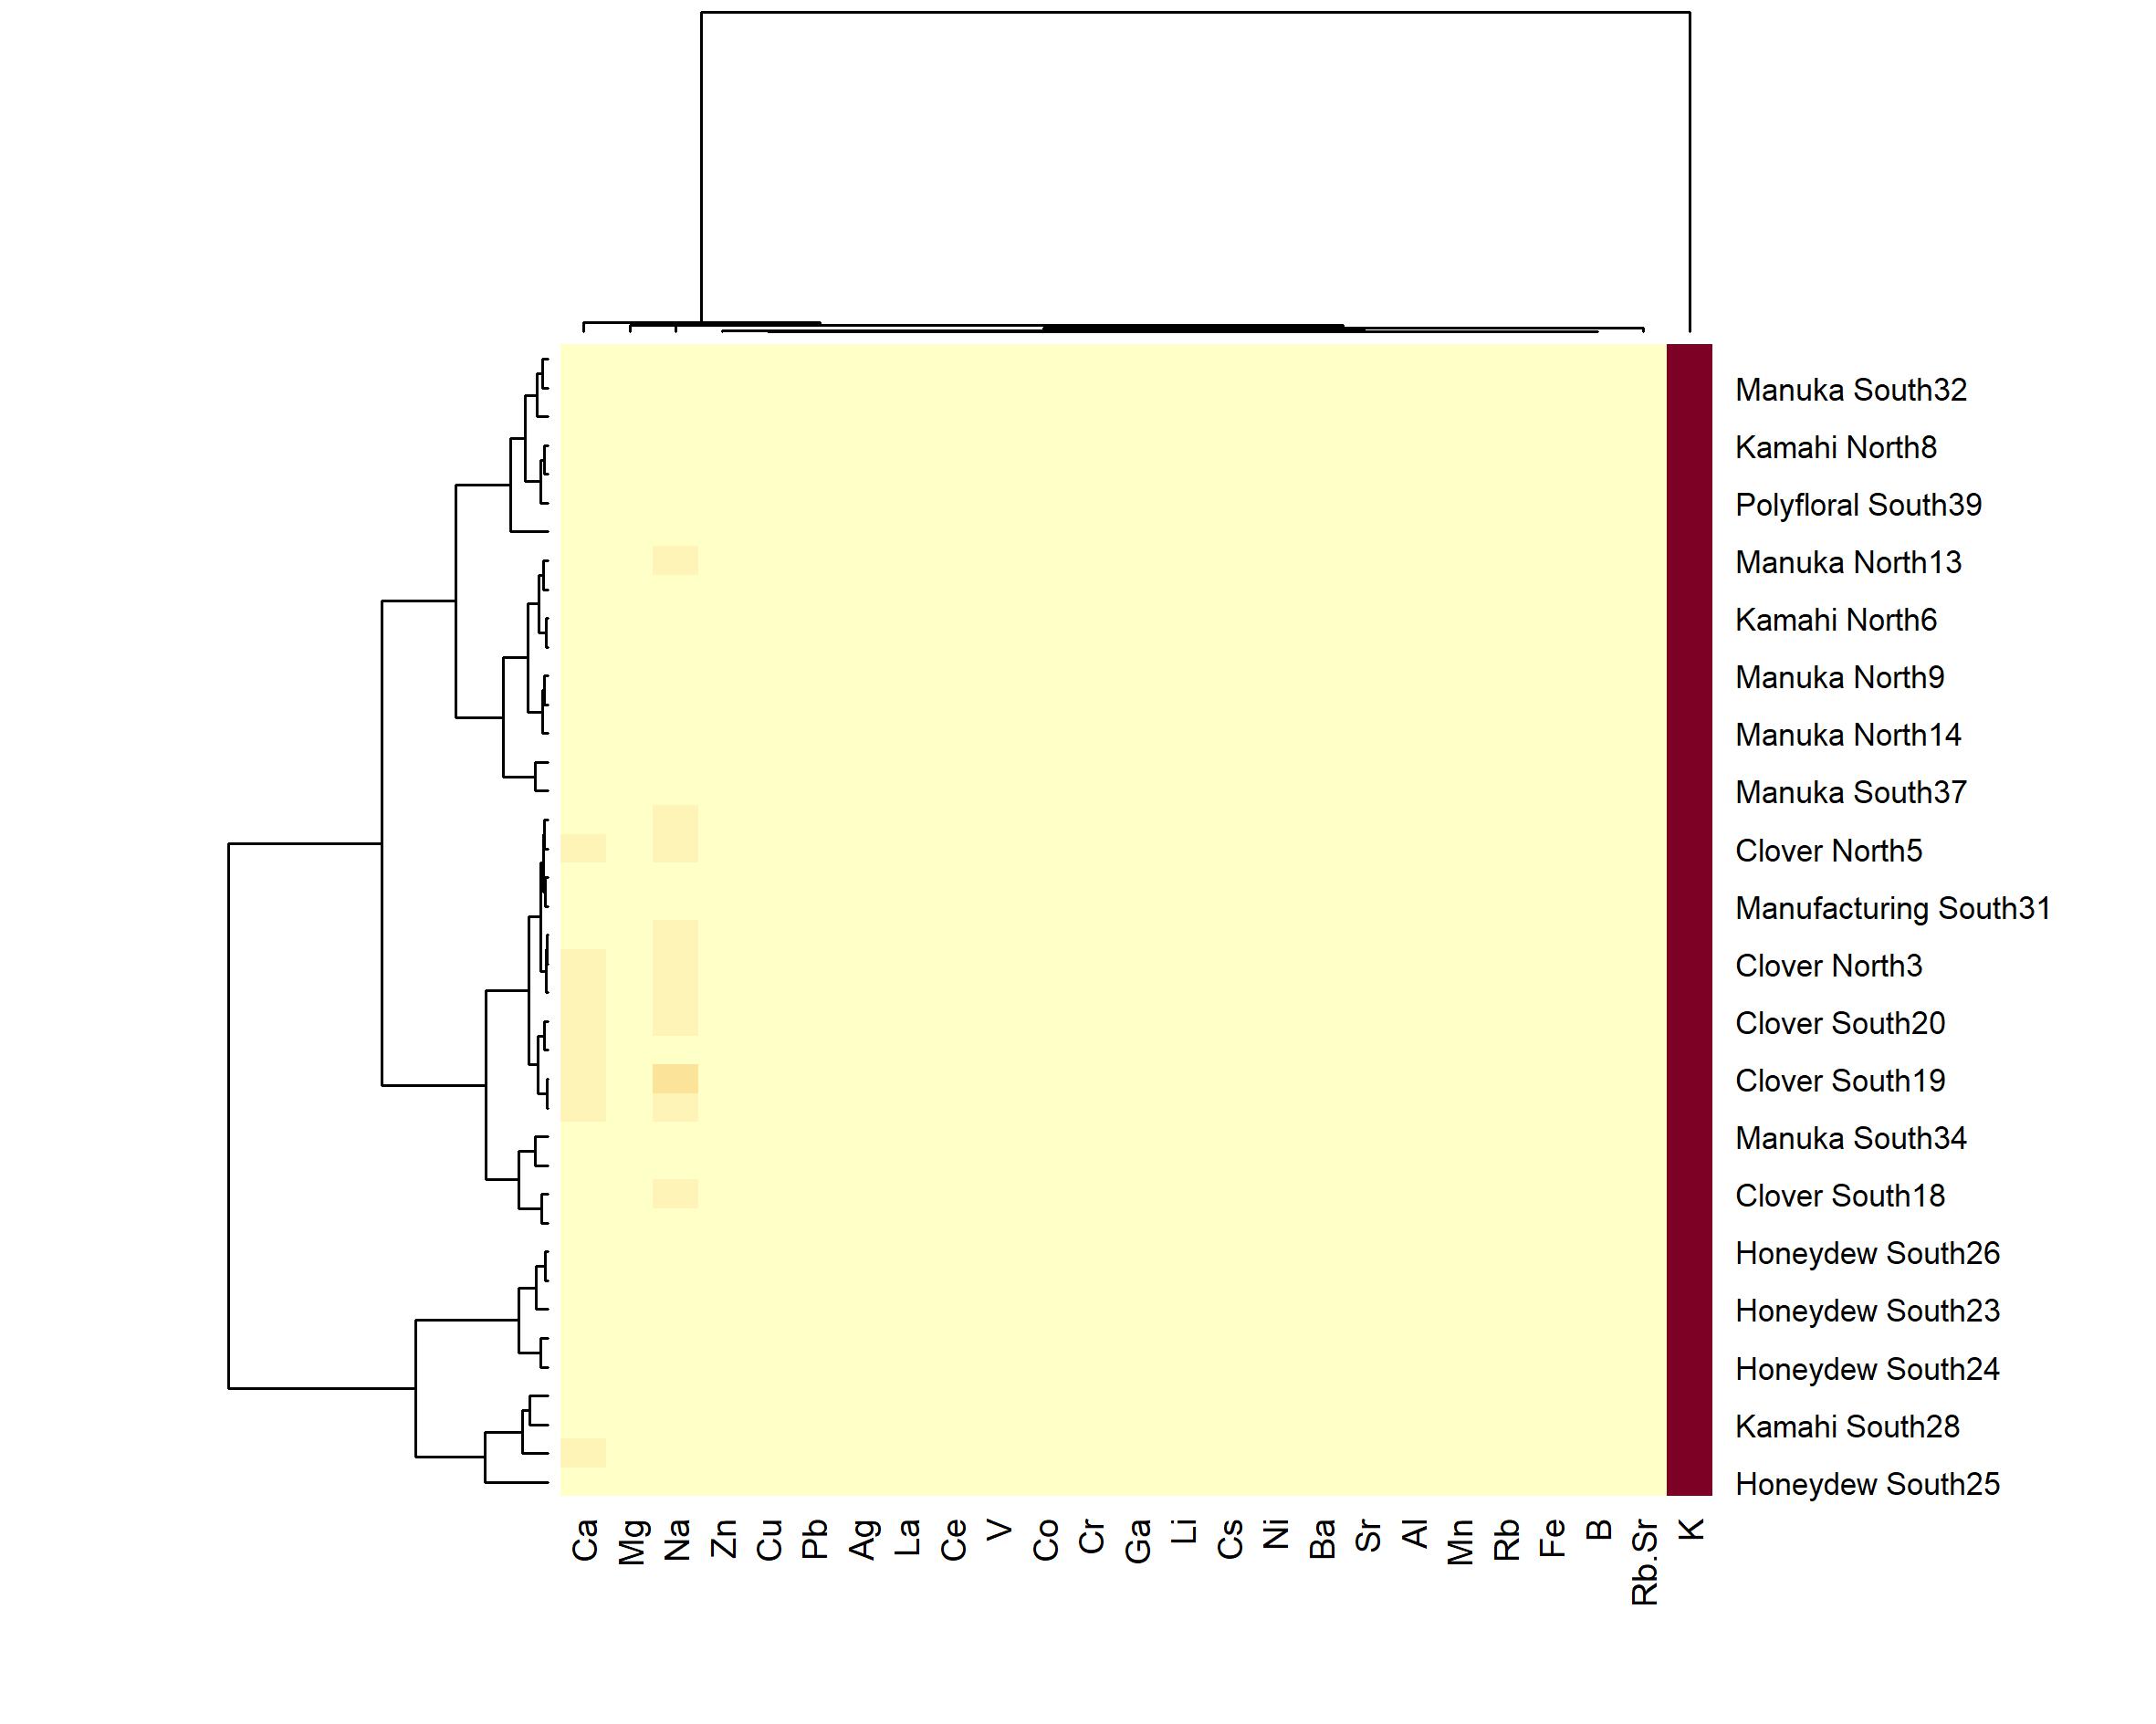 Manuka South32
Kamahi North8
Polyfloral South39
Manuka North13
Kamahi North6
Manuka North9
Manuka North14
Manuka South37
Clover North5
Manufacturing South31
Clover North3
Clover South20
Clover South19
Manuka South34
Clover South18
Honeydew South26
Honeydew South23
Honeydew South24
Kamahi South28
Honeydew South25
Ca
Mg
Na
Zn
Cu
Pb
Ag
La
Ce
V
Co
Cr
Ga
Li
Cs
Ni
Ba
Sr
Al
Mn
Rb
Fe
B
Rb.Sr
K